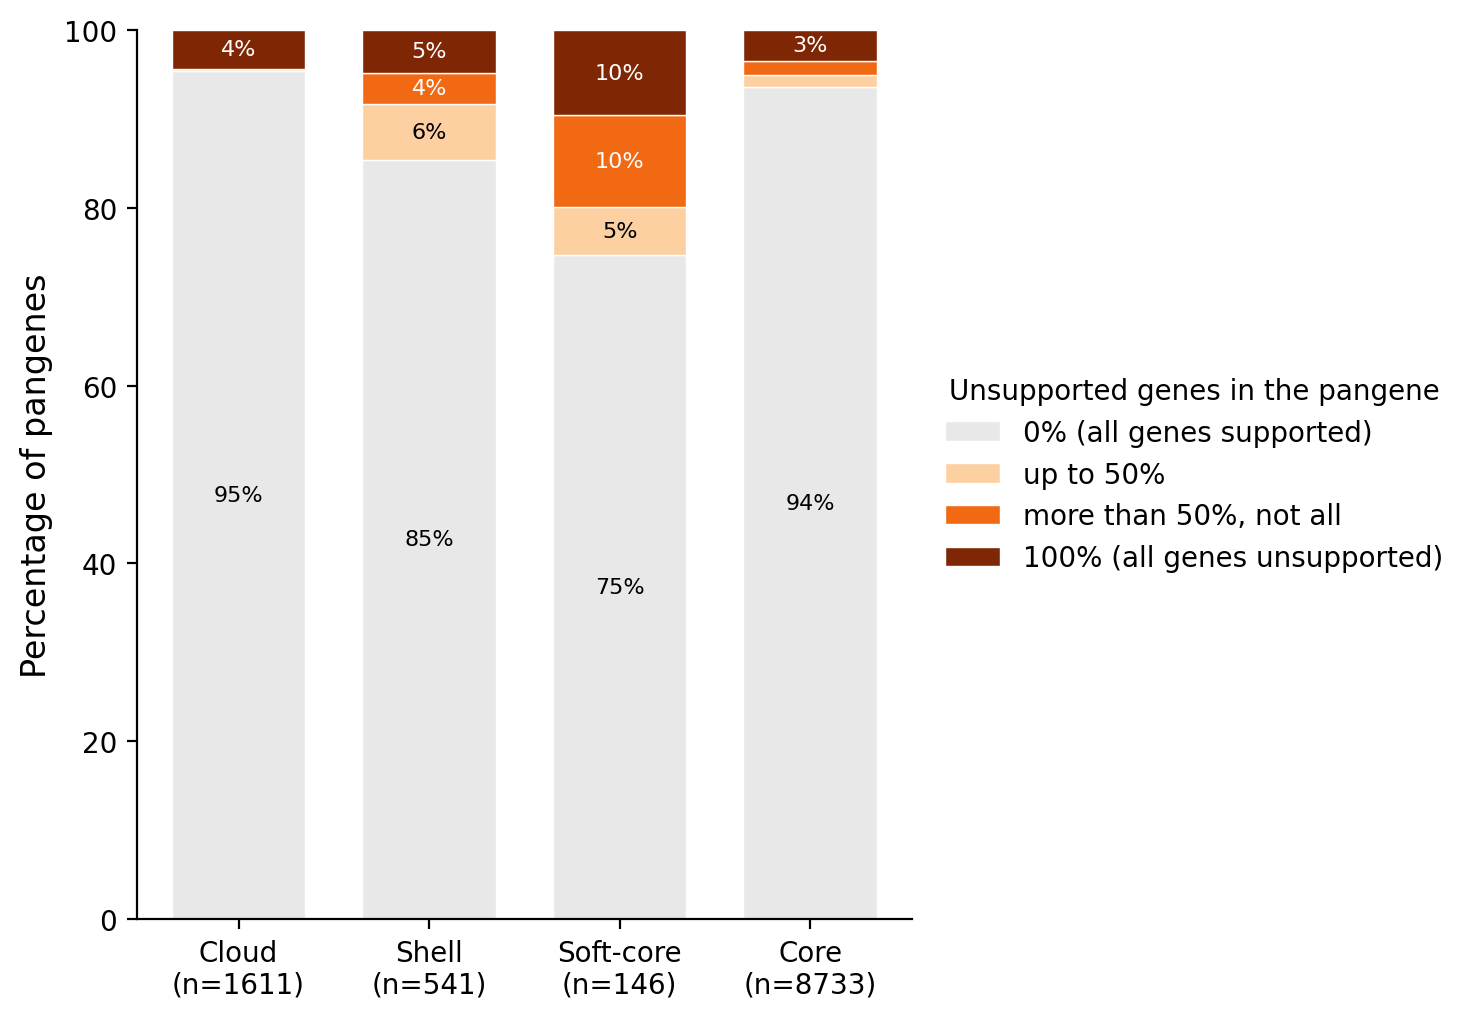 Percentage of pangenes
100
80
60
40
20
0
4%
95%
5%
4%
6%
85%
10%
10%
5%
75%
3%
94%
Cloud
(n=1611)
Shell
(n=541)
Soft-core
(n=146)
Core
(n=8733)
Unsupported genes in the pangene
0% (all genes supported)
up to 50%
more than 50%, not all
100% (all genes unsupported)